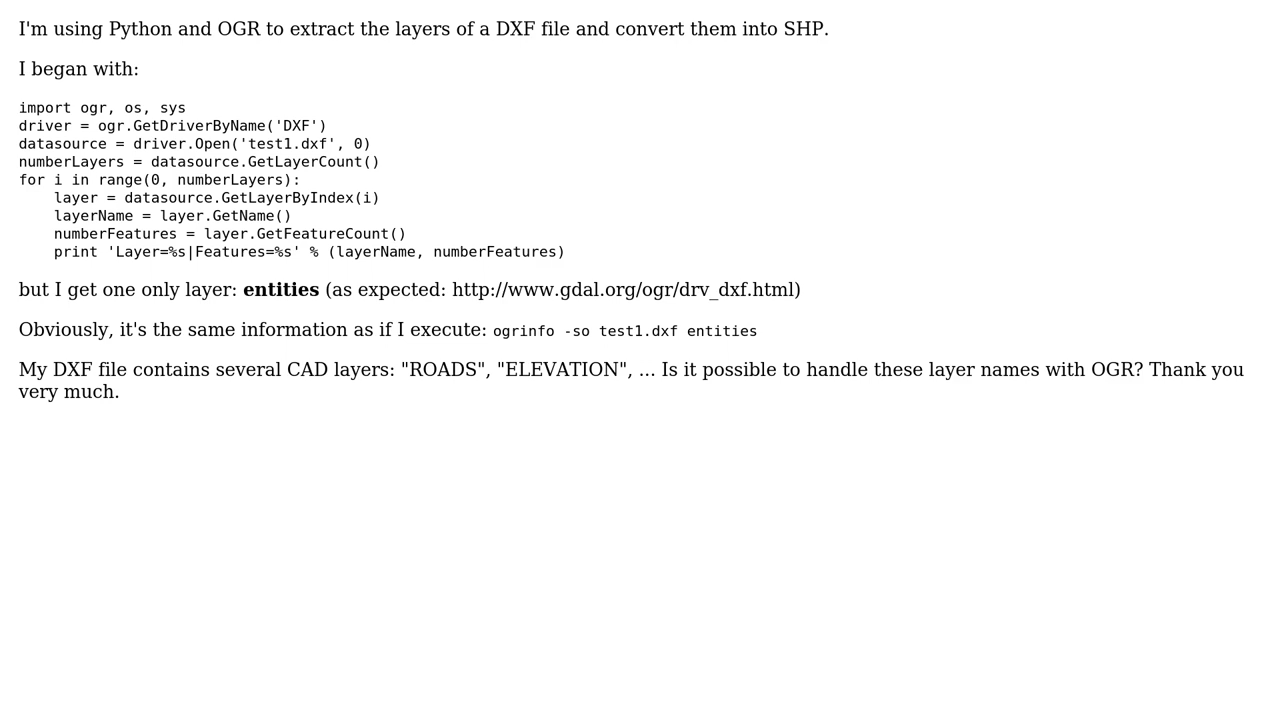 I'm using Python and OGR to extract the layers of a DXF file and convert them into SHP.
I began with:
import ogr, os, sys
driver = ogr.GetDriverByName('DXF')
datasource = driver.Open('test1.dxf', 0)
numberLayers = datasource.GetLayerCount()
for i in range(0, numberLayers):
    layer = datasource.GetLayerByIndex(i)
    layerName = layer.GetName()
    numberFeatures = layer.GetFeatureCount()
    print 'Layer=%s|Features=%s' % (layerName, numberFeatures)
but I get one only layer: entities (as expected: http://www.gdal.org/ogr/drv_dxf.html)
Obviously, it's the same information as if I execute: ogrinfo -so test1.dxf entities
My DXF file contains several CAD layers: "ROADS", "ELEVATION", ... Is it possible to handle these layer names with OGR? Thank you
very much.